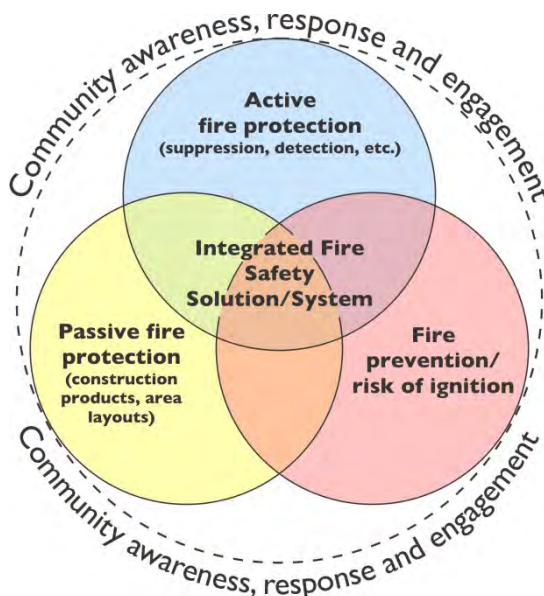 Community awareness, response and engagement
Active
fire protection
(suppression, detection, etc.)
Integrated Fire
Safety
Solution/System
Passive fire
protection
(construction
products, area
layouts)
Fire
prevention/
risk of ignition
Community awareness, response and engagement